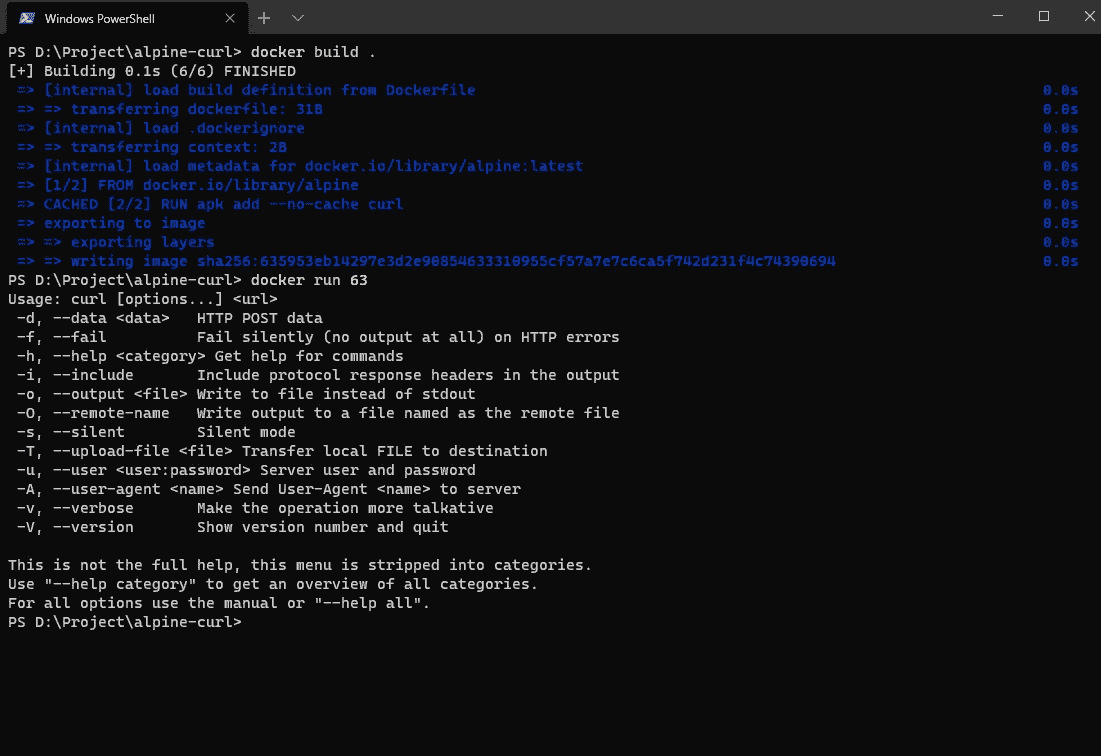 Windows PowerShell
PS D:\Project\alpine-curl> docker build .
[+] Building 0.1s (6/6) FINISHED
=> [internal] load build definition from Dockerfile 0.0s
=> => transferring dockerfile: 31B 0.0s
=> [internal] load .dockerignore 0.0s
=> => transferring context: 2B 0.0s
=> [internal] load metadata for docker.io/library/alpine:latest 0.0s
=> [1/2] FROM docker.io/library/alpine 0.0s
=> CACHED [2/2] RUN apk add --no-cache curl 0.0s
=> exporting to image 0.0s
=> => exporting layers 0.0s
=> => writing image sha256:635953eb14297e3d2e90854633310955cf57a7e7c6ca5f742d231f4c74390694 0.0s
PS D:\Project\alpine-curl> docker run 63
Usage: curl [options...] <url>
-d, --data <data>   HTTP POST data
-f, --fail          Fail silently (no output at all) on HTTP errors
-h, --help <category> Get help for commands
-i, --include       Include protocol response headers in the output
-o, --output <file> Write to file instead of stdout
-O, --remote-name   Write output to a file named as the remote file
-s, --silent        Silent mode
-T, --upload-file <file> Transfer local FILE to destination
-u, --user <user:password> Server user and password
-A, --user-agent <name> Send User-Agent <name> to server
-v, --verbose       Make the operation more talkative
-V, --version       Show version number and quit
This is not the full help, this menu is stripped into categories.
Use "--help category" to get an overview of all categories.
For all options use the manual or "--help all".
PS D:\Project\alpine-curl>